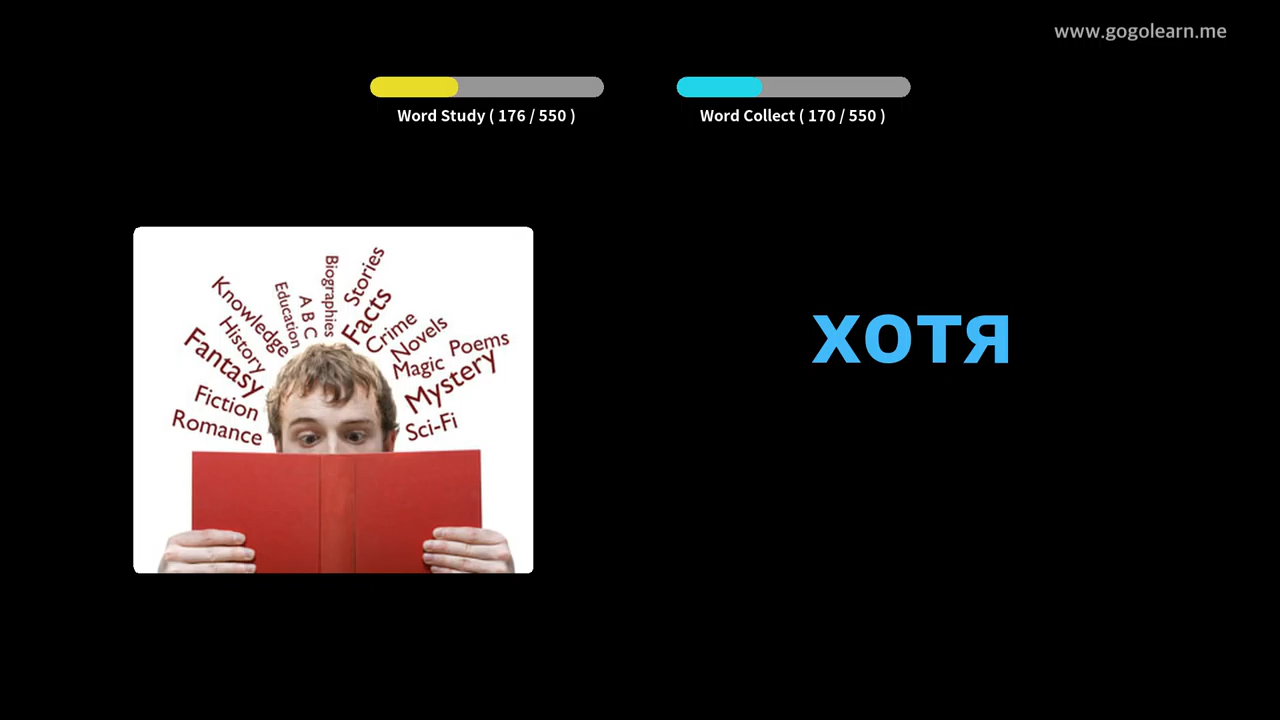 www.gogolearn.me
Word Study ( 176 / 550 )
Word Collect ( 170 / 550 )
Stories
Biographies
Facts
A B C
Education
Knowledge
Crime
Novels
History
Poems
Magic
Fantasy
Mystery
Fiction
Sci-Fi
Romance
хотя